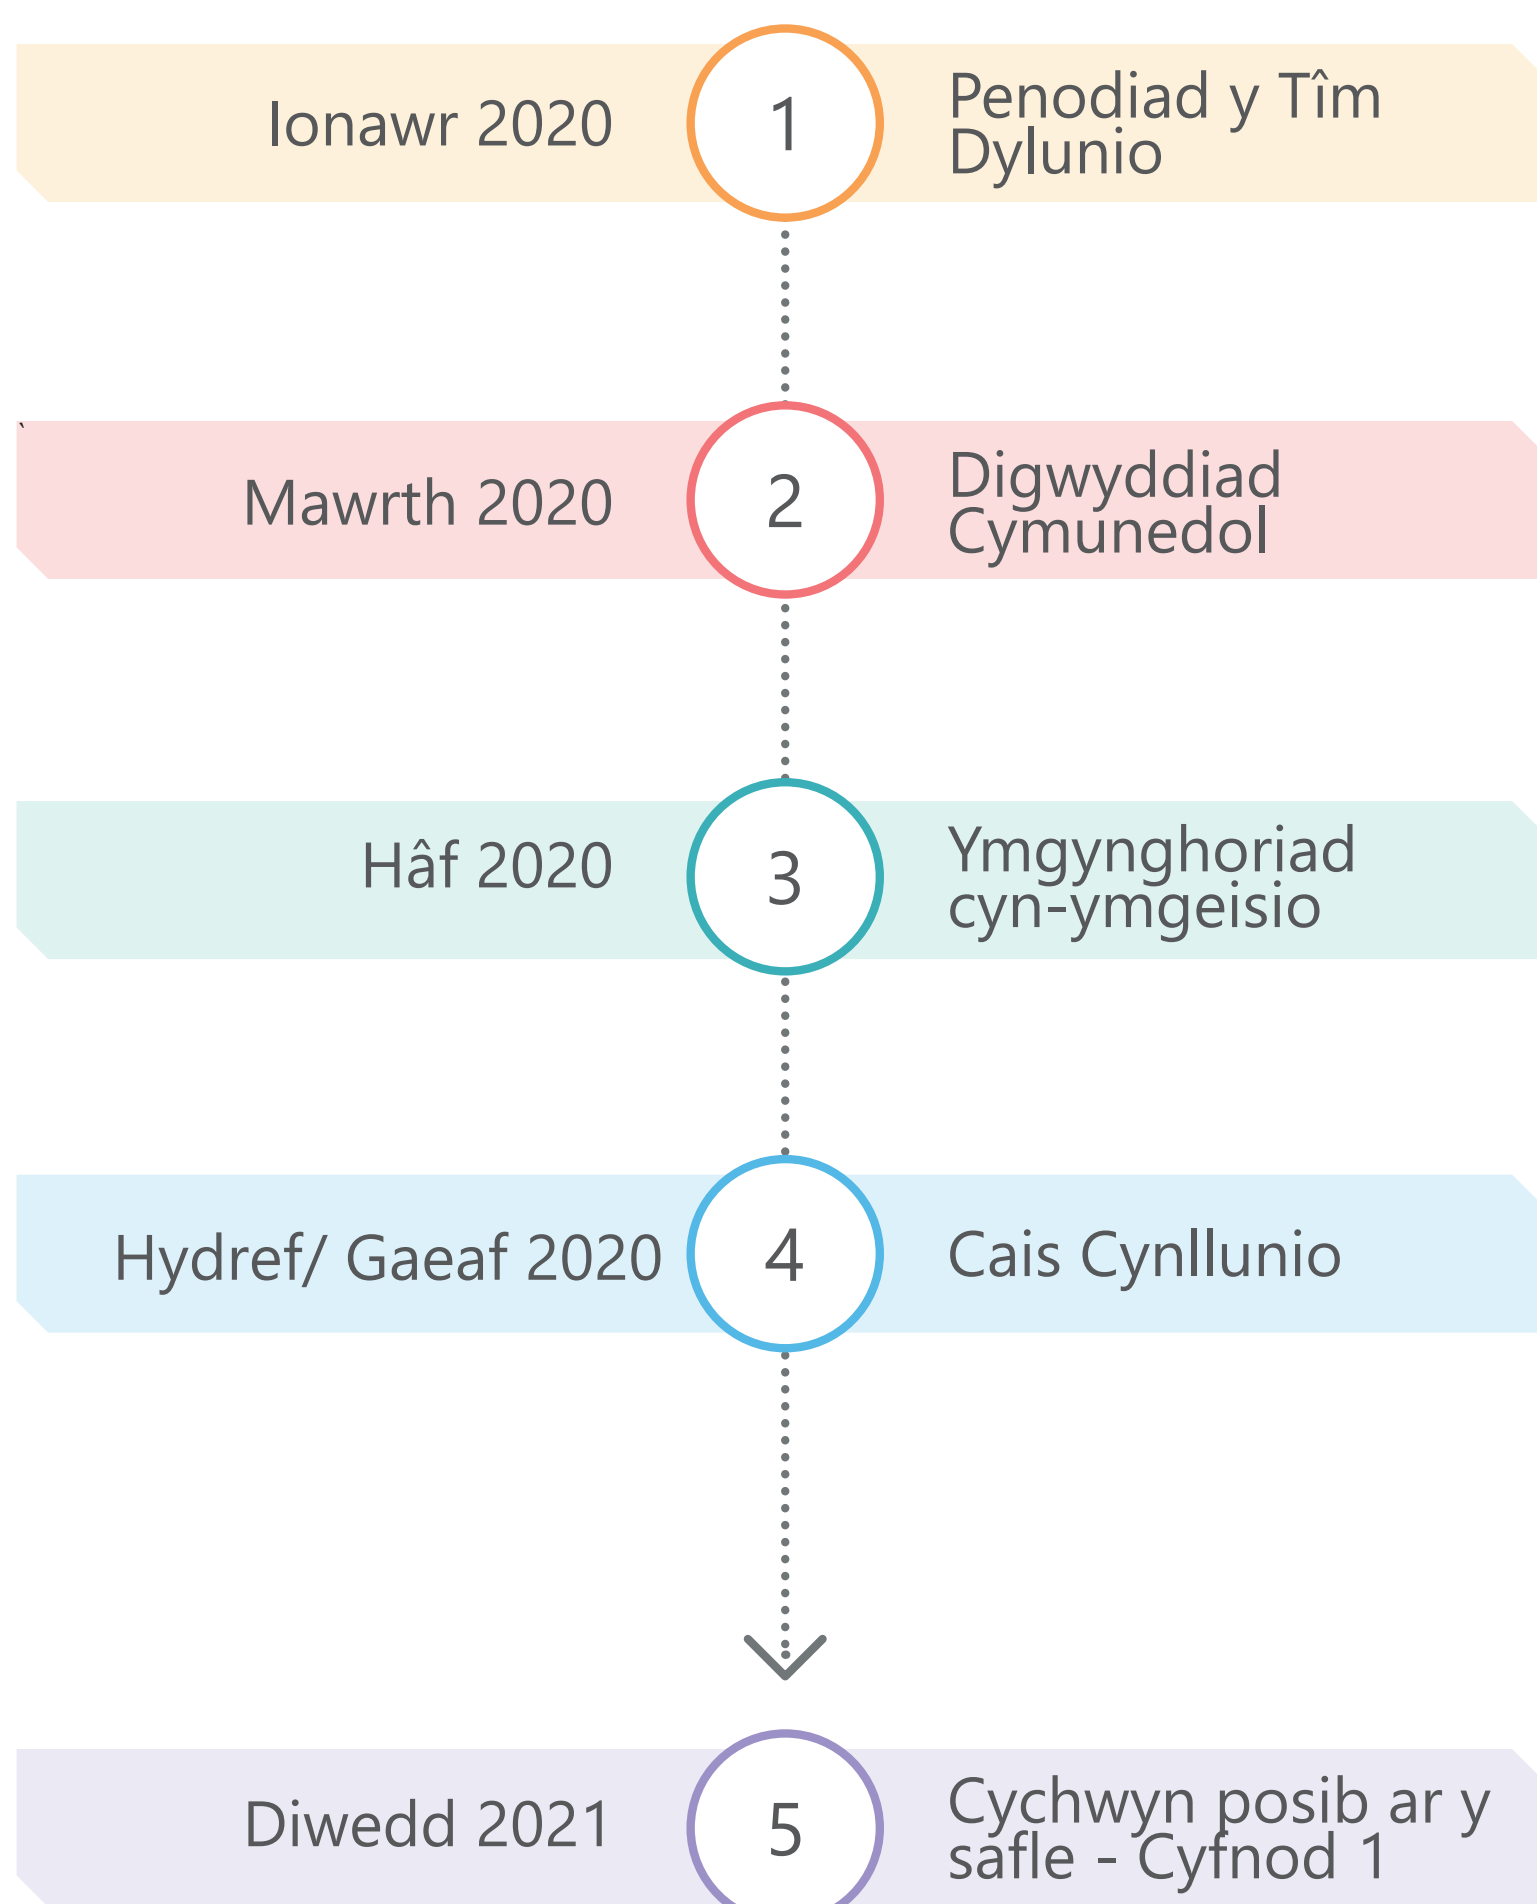 Ionawr 2020
1
Penodiad y Tîm
Dylunio
`
Mawrth 2020
2
Digwyddiad
Cymunedol
Hâf 2020
3
Ymgynghoriad
cyn-ymgeisio
Hydref/ Gaeaf 2020
4
Cais Cynllunio
Diwedd 2021
5
Cychwyn posib ar y
safle - Cyfnod 1